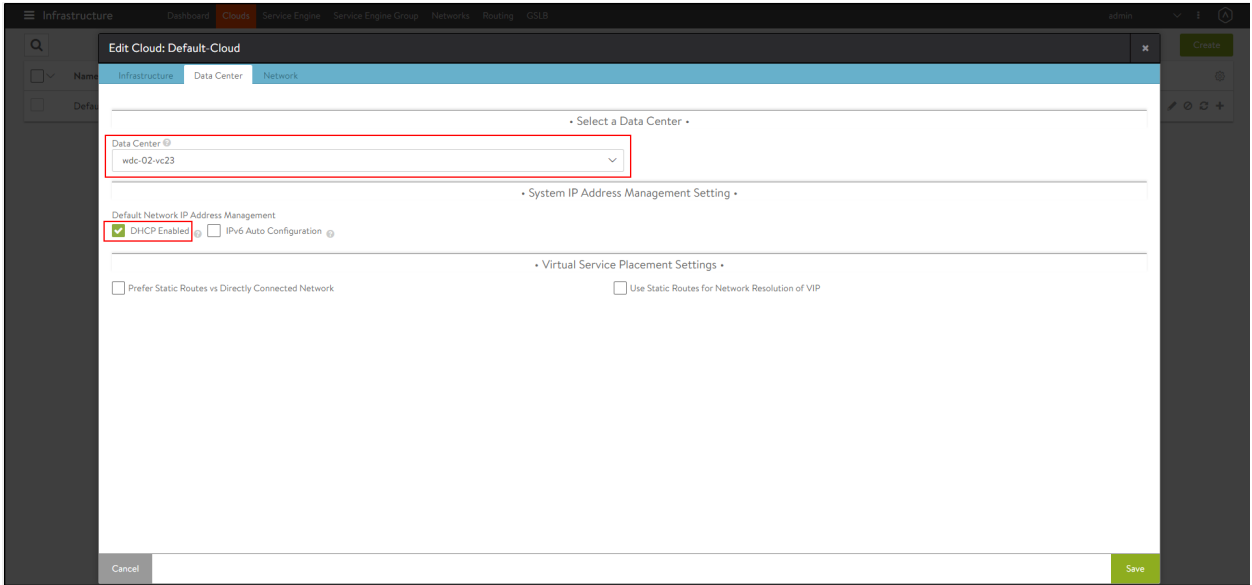 Infrastructure Dashboard Clouds Service Engine Service Engine Group Networks Routing GSLB admin
Edit Cloud: Default-Cloud
Create
Infrastructure Data Center Network
Name
Defau
• Select a Data Center •
Data Center
wdc-02-vc23
• System IP Address Management Setting •
Default Network IP Address Management
DHCP Enabled IPv6 Auto Configuration
• Virtual Service Placement Settings •
Prefer Static Routes vs Directly Connected Network Use Static Routes for Network Resolution of VIP
Cancel Save